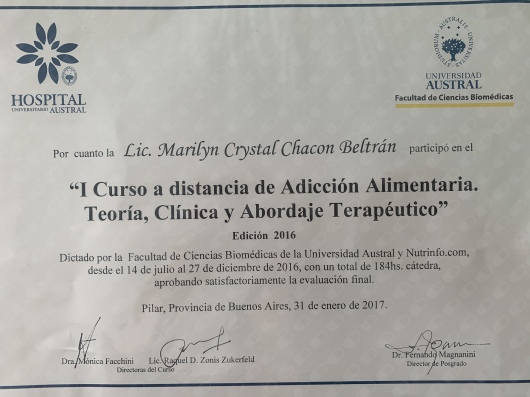 HOSPITAL
UNIVERSITARIO AUSTRAL
UNIVERSIDAD
AUSTRAL
Facultad de Ciencias Biomédicas
Por cuanto la Lic. Marilyn Crystal Chacon Beltrán participó en el
“I Curso a distancia de Adicción Alimentaria.
Teoría, Clínica y Abordaje Terapéutico”
Edición 2016
Dictado por la Facultad de Ciencias Biomédicas de la Universidad Austral y Nutrinfo.com,
desde el 14 de julio al 27 de diciembre de 2016, con un total de 184hs. cátedra,
aprobando satisfactoriamente la evaluación final.
Pilar, Provincia de Buenos Aires, 31 de enero de 2017.
Dra. Mónica Facchini Lic. Raquel D. Zonis Zukerfeld
Directoras del Curso
Dr. Fernando Magnanini
Director de Posgrado